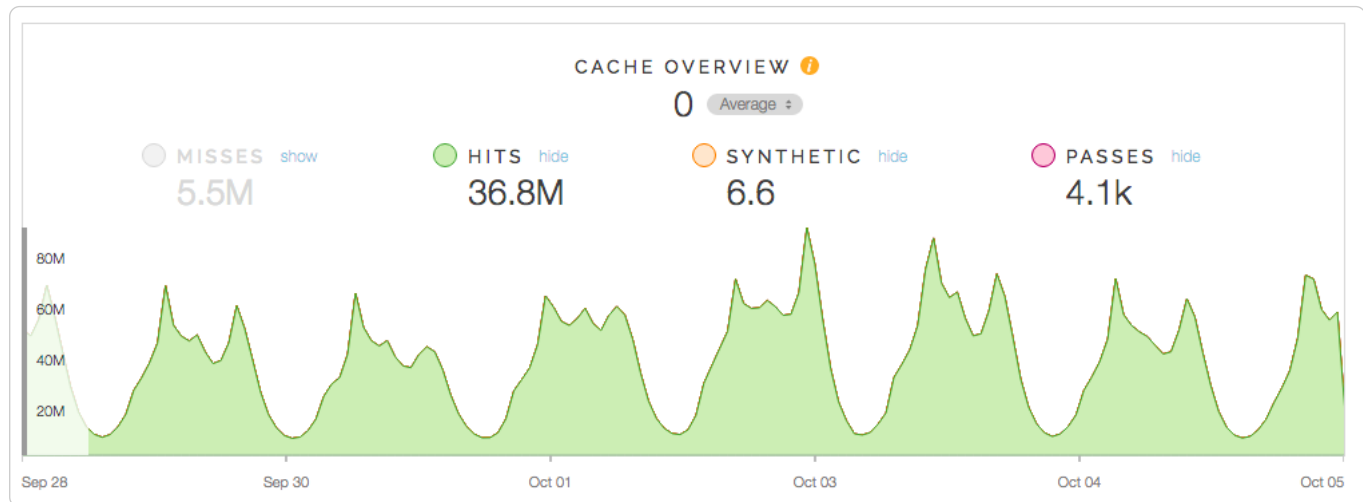 CACHE OVERVIEW i
0 Average
MISSES show
5.5M
HITS hide
36.8M
SYNTHETIC hide
6.6
PASSES hide
4.1k
80M
60M
40M
20M
Sep 28 Sep 30 Oct 01 Oct 03 Oct 04 Oct 05